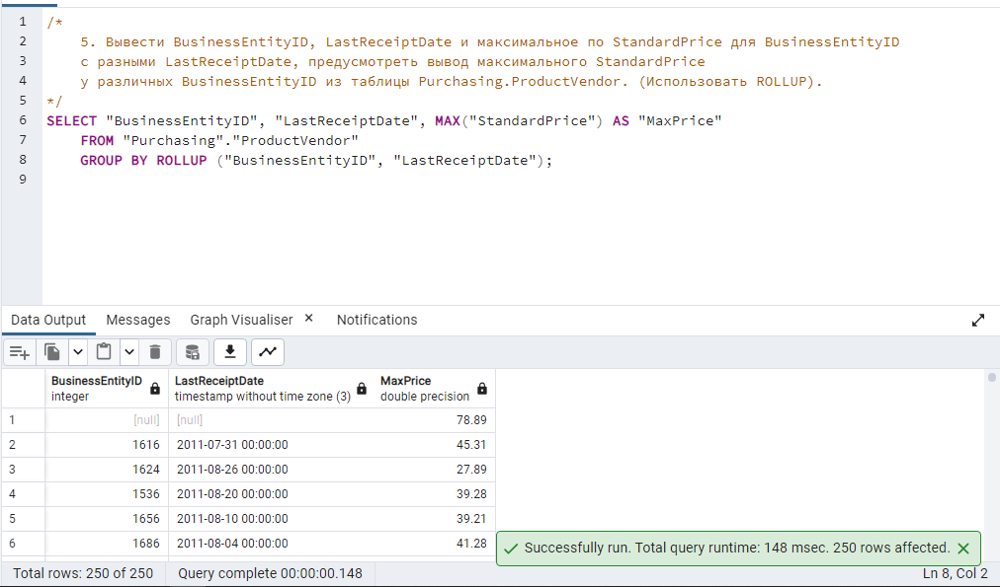 1 /*
2 5. Вывести BusinessEntityID, LastReceiptDate и максимальное по StandardPrice для BusinessEntityID
3 с разными LastReceiptDate, предусмотреть вывод максимального StandardPrice
4 у различных BusinessEntityID из таблицы Purchasing.ProductVendor. (Использовать ROLLUP).
5 */
6 SELECT "BusinessEntityID", "LastReceiptDate", MAX("StandardPrice") AS "MaxPrice"
7 FROM "Purchasing"."ProductVendor"
8 GROUP BY ROLLUP ("BusinessEntityID", "LastReceiptDate");
9
Data Output Messages Graph Visualiser × Notifications
BusinessEntityID LastReceiptDate MaxPrice
integer timestamp without time zone (3) double precision
1 [null] [null] 78.89
2 1616 2011-07-31 00:00:00 45.31
3 1624 2011-08-26 00:00:00 27.89
4 1536 2011-08-20 00:00:00 39.28
5 1656 2011-08-10 00:00:00 39.21
6 1686 2011-08-04 00:00:00 41.28
Successfully run. Total query runtime: 148 msec. 250 rows affected.
Total rows: 250 of 250 Query complete 00:00:00.148 Ln 8, Col 2